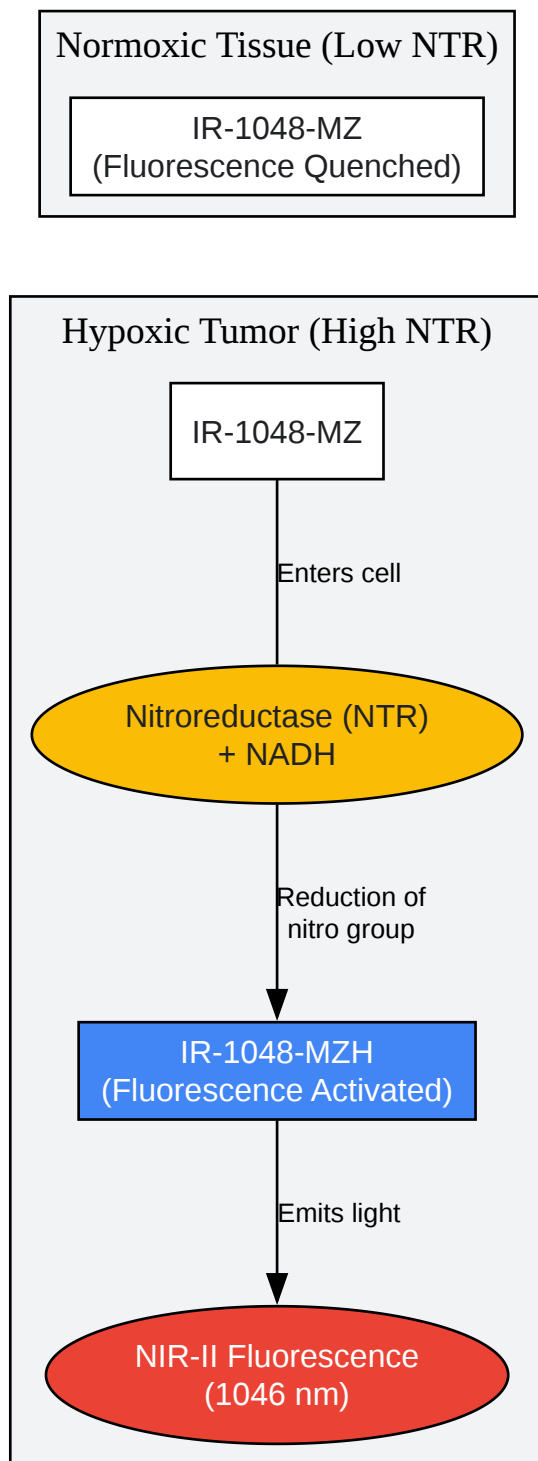 Normoxic Tissue (Low NTR)
IR-1048-MZ
(Fluorescence Quenched)
Hypoxic Tumor (High NTR)
IR-1048-MZ
Enters cell
Nitroreductase (NTR)
+ NADH
Reduction of
nitro group
IR-1048-MZH
(Fluorescence Activated)
Emits light
NIR-II Fluorescence
(1046 nm)